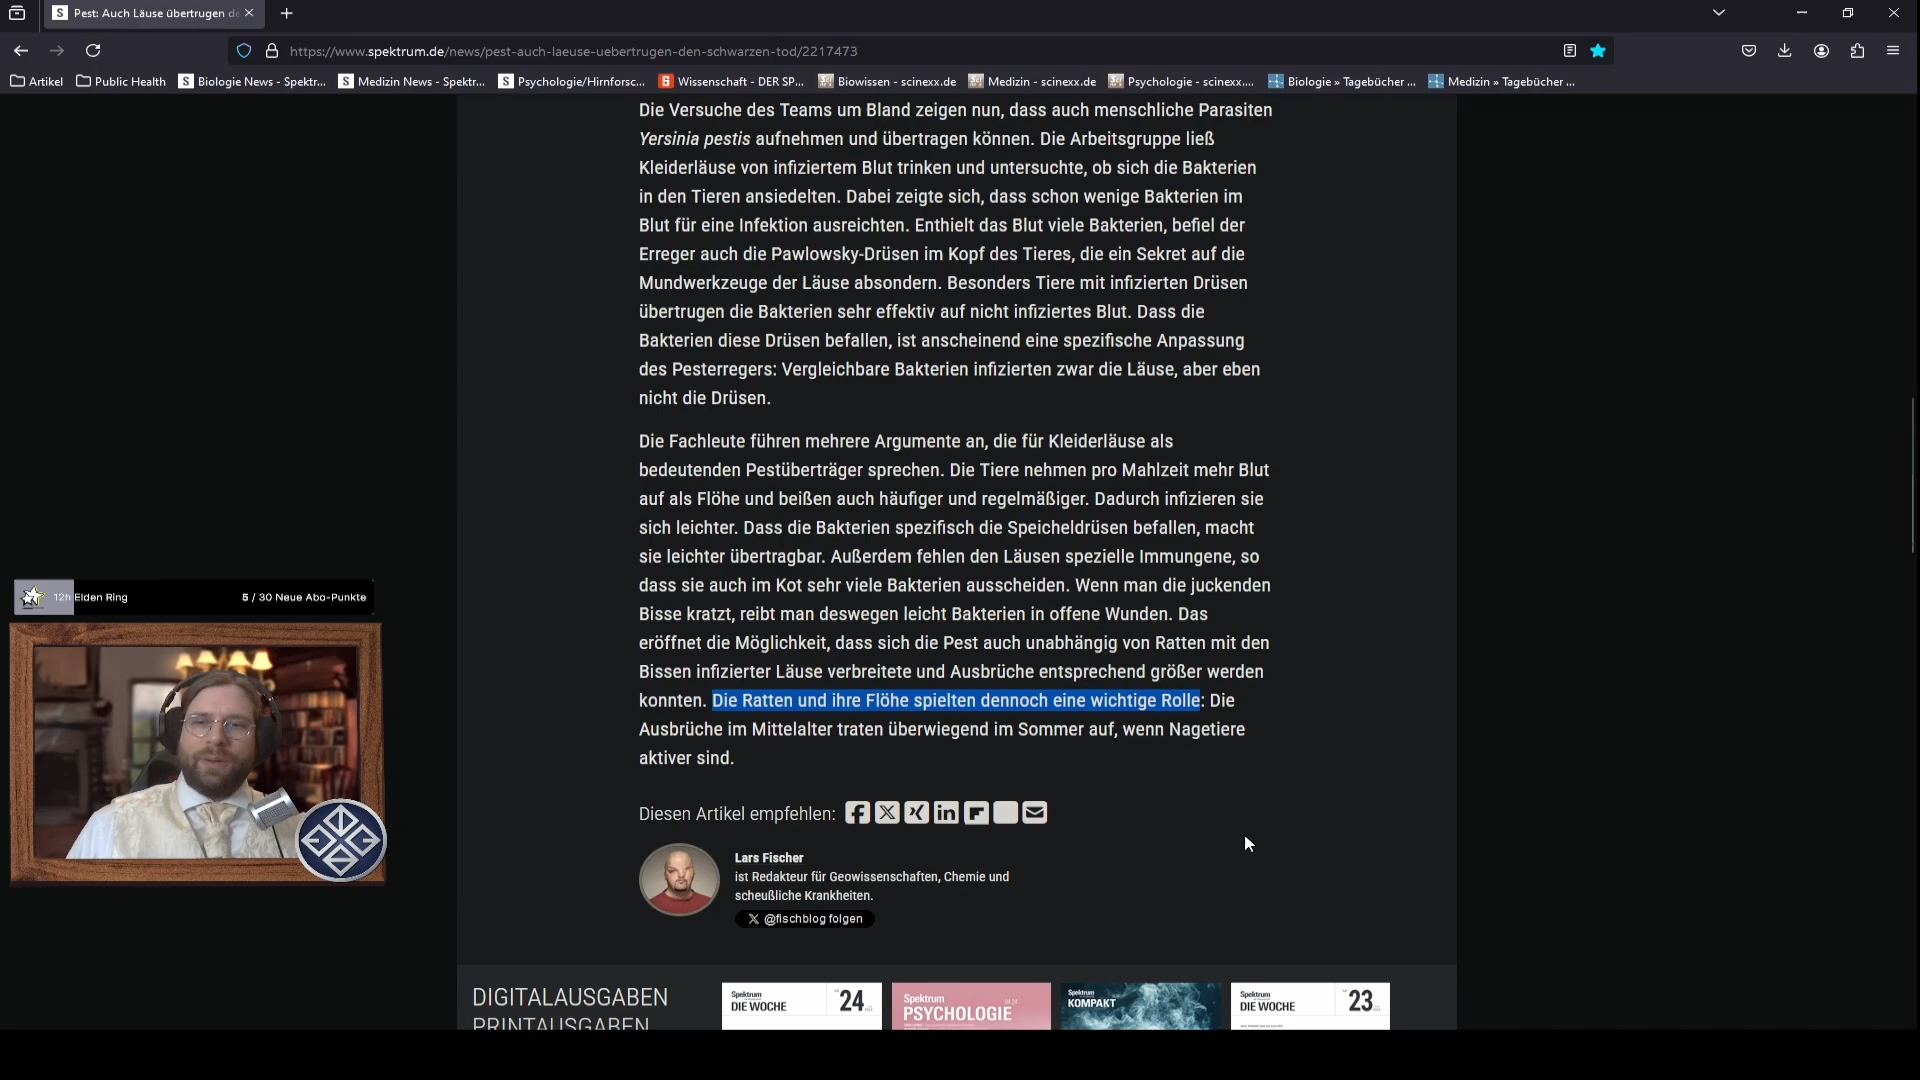 Pest: Auch Läuse übertrugen de
https://www.spektrum.de/news/pest-auch-laeuse-uebertrugen-den-schwarzen-tod/2217473
Artikel
Public Health
Biologie News - Spektr...
Medizin News - Spektr...
Psychologie/Hirnforsc...
Wissenschaft - DER SP...
Biowissen - scinexx.de
Medizin - scinexx.de
Psychologie - scinexx....
Biologie » Tagebücher ...
Medizin » Tagebücher ...
Die Versuche des Teams um Bland zeigen nun, dass auch menschliche Parasiten
Yersinia pestis aufnehmen und übertragen können. Die Arbeitsgruppe ließ
Kleiderläuse von infiziertem Blut trinken und untersuchte, ob sich die Bakterien
in den Tieren ansiedelten. Dabei zeigte sich, dass schon wenige Bakterien im
Blut für eine Infektion ausreichten. Enthielt das Blut viele Bakterien, befiel der
Erreger auch die Pawlowsky-Drüsen im Kopf des Tieres, die ein Sekret auf die
Mundwerkzeuge der Läuse absondern. Besonders Tiere mit infizierten Drüsen
übertrugen die Bakterien sehr effektiv auf nicht infiziertes Blut. Dass die
Bakterien diese Drüsen befallen, ist anscheinend eine spezifische Anpassung
des Pesterregers: Vergleichbare Bakterien infizierten zwar die Läuse, aber eben
nicht die Drüsen.
Die Fachleute führen mehrere Argumente an, die für Kleiderläuse als
bedeutenden Pestüberträger sprechen. Die Tiere nehmen pro Mahlzeit mehr Blut
auf als Flöhe und beißen auch häufiger und regelmäßiger. Dadurch infizieren sie
sich leichter. Dass die Bakterien spezifisch die Speicheldrüsen befallen, macht
sie leichter übertragbar. Außerdem fehlen den Läusen spezielle Immungene, so
dass sie auch im Kot sehr viele Bakterien ausscheiden. Wenn man die juckenden
Bisse kratzt, reibt man deswegen leicht Bakterien in offene Wunden. Das
eröffnet die Möglichkeit, dass sich die Pest auch unabhängig von Ratten mit den
Bissen infizierter Läuse verbreitete und Ausbrüche entsprechend größer werden
konnten. Die Ratten und ihre Flöhe spielten dennoch eine wichtige Rolle: Die
Ausbrüche im Mittelalter traten überwiegend im Sommer auf, wenn Nagetiere
aktiver sind.
12h Elden Ring
5 / 30 Neue Abo-Punkte
Diesen Artikel empfehlen:
Lars Fischer
ist Redakteur für Geowissenschaften, Chemie und
scheußliche Krankheiten.
@fischblog folgen
DIGITALAUSGABEN
PRINTAUSGABEN
Spektrum
DIE WOCHE
24
Spektrum
PSYCHOLOGIE
Spektrum
KOMPAKT
Spektrum
DIE WOCHE
23